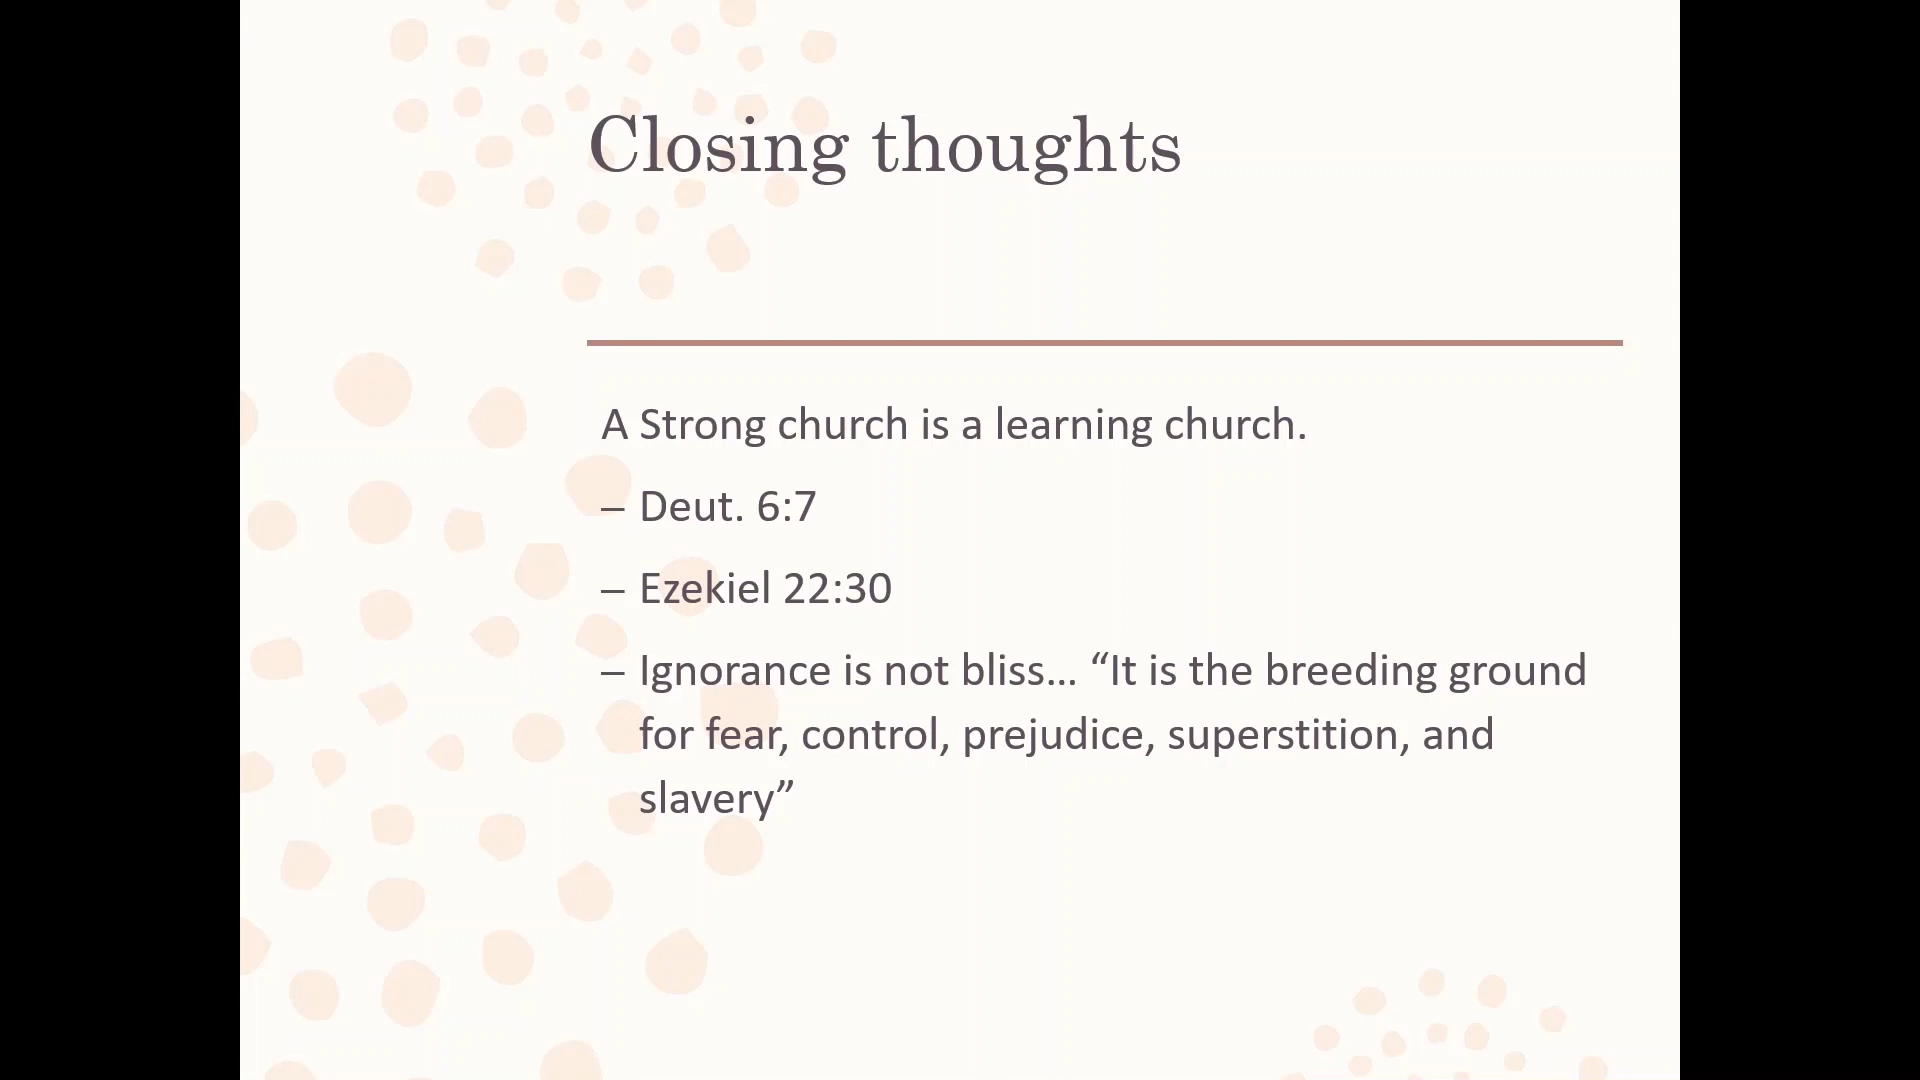 Closing thoughts
A Strong church is a learning church.
– Deut. 6:7
– Ezekiel 22:30
– Ignorance is not bliss... “It is the breeding ground
for fear, control, prejudice, superstition, and
slavery”